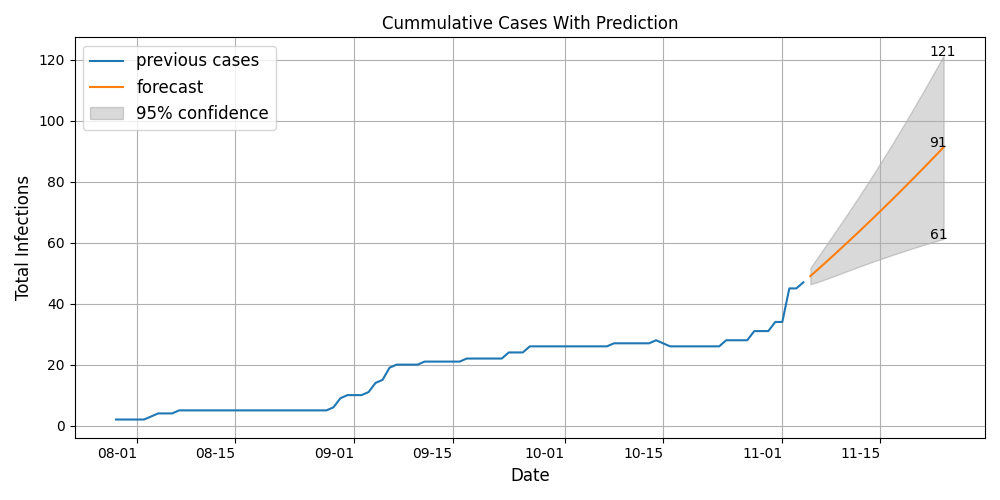 Cummulative Cases With Prediction
previous cases
forecast
95% confidence
121
91
61
120
100
80
60
40
20
0
Total Infections
08-01 08-15 09-01 09-15 10-01 10-15 11-01 11-15
Date